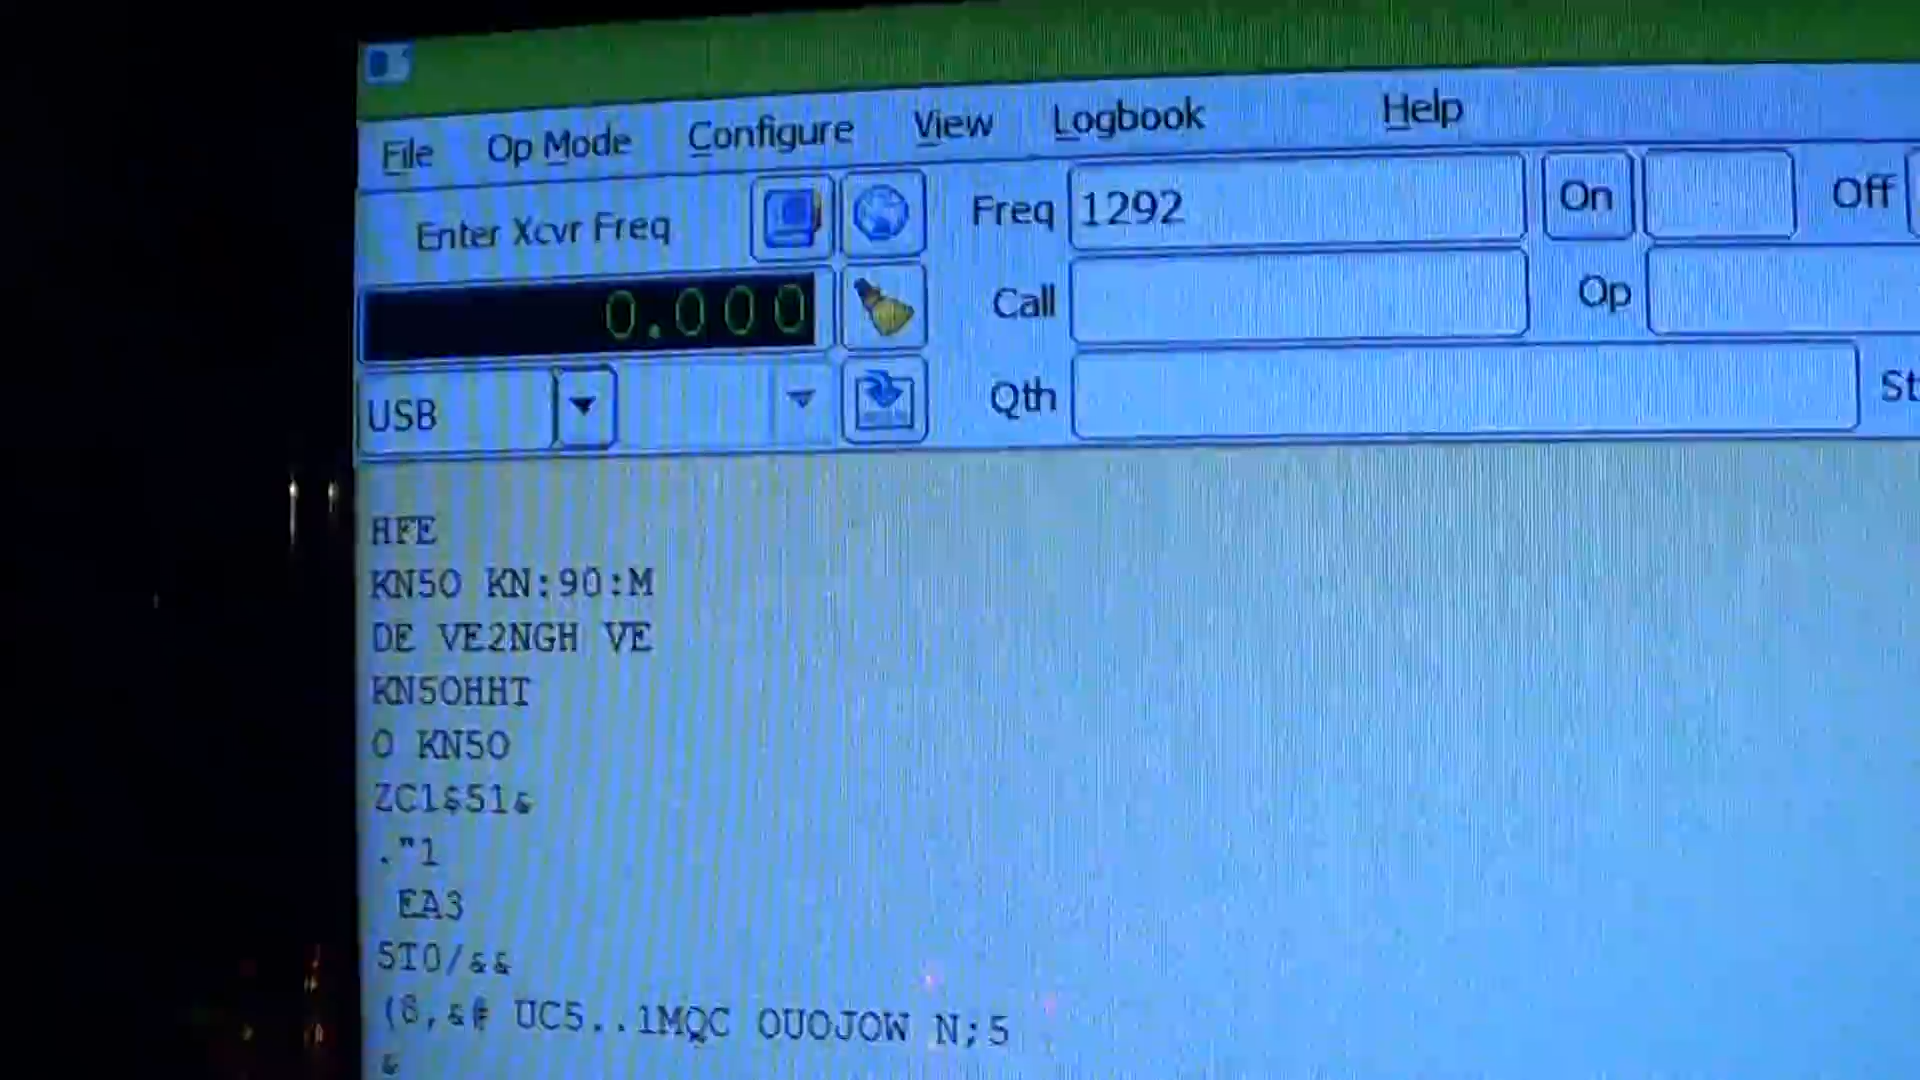 File Op Mode Configure View Logbook Help
Enter Xcvr Freq Freq 1292 On Off
0.000 Call Op
USB Qth St
HFE
KN5O KN:90:M
DE VE2NGH VE
KN5OHHT
O KN5O
ZC1$51&
."1
EA3
5T0/&&
(8,&# UC5..1MQC OUOJOW N;5
&